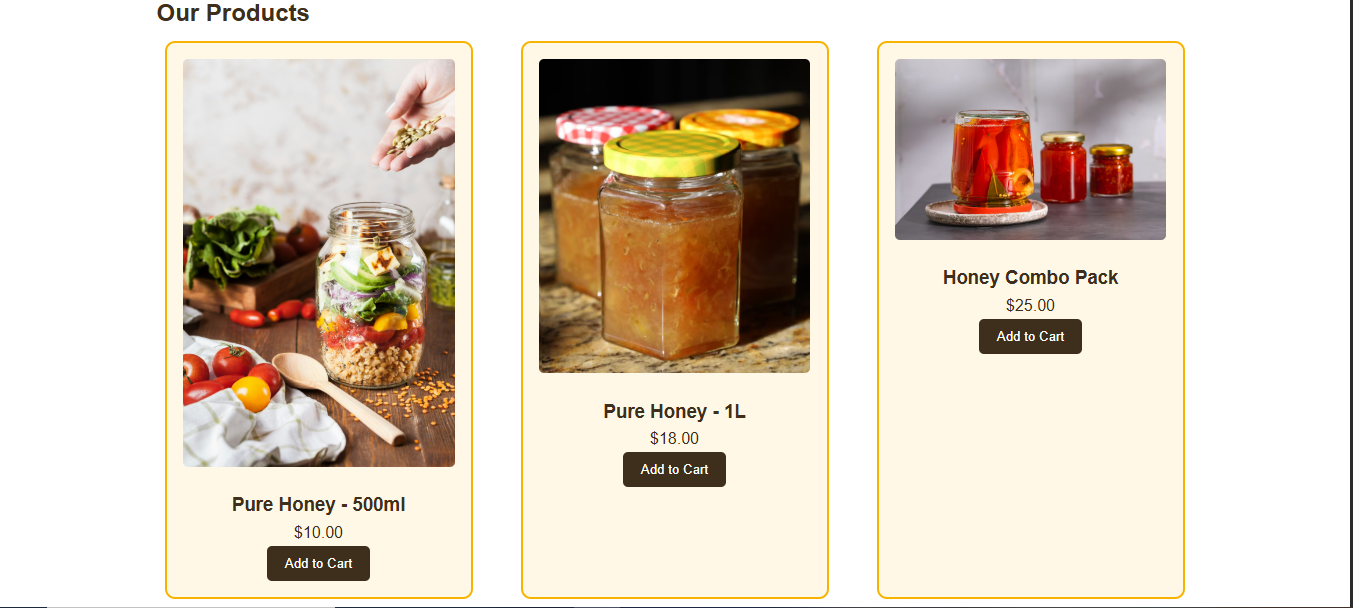 Our Products
Pure Honey - 500ml
$10.00
Add to Cart
Pure Honey - 1L
$18.00
Add to Cart
Honey Combo Pack
$25.00
Add to Cart